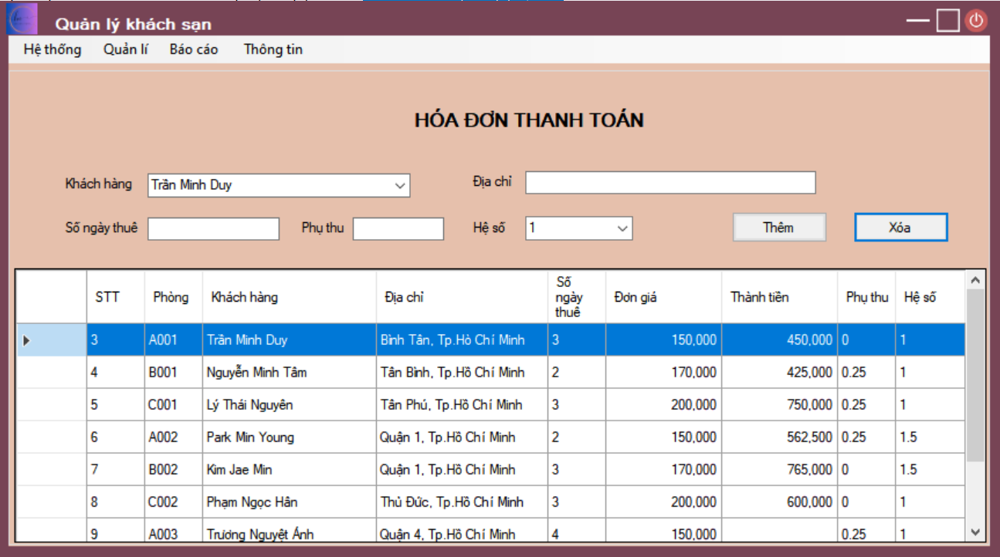 Quản lý khách sạn
Hệ thống Quản lí Báo cáo Thông tin
HÓA ĐƠN THANH TOÁN
Khách hàng Trần Minh Duy Địa chỉ
Số ngày thuê Phụ thu Hệ số 1 Thêm Xóa
STT Phòng Khách hàng Địa chỉ Số ngày thuê Đơn giá Thành tiền Phụ thu Hệ số
3 A001 Trần Minh Duy Bình Tân, Tp.Hồ Chí Minh 3 150,000 450,000 0 1
4 B001 Nguyễn Minh Tâm Tân Bình, Tp.Hồ Chí Minh 2 170,000 425,000 0.25 1
5 C001 Lý Thái Nguyên Tân Phú, Tp.Hồ Chí Minh 3 200,000 750,000 0.25 1
6 A002 Park Min Young Quận 1, Tp.Hồ Chí Minh 2 150,000 562,500 0.25 1.5
7 B002 Kim Jae Min Quận 1, Tp.Hồ Chí Minh 3 170,000 765,000 0 1.5
8 C002 Phạm Ngọc Hân Thủ Đức, Tp.Hồ Chí Minh 3 200,000 600,000 0 1
9 A003 Trương Nguyệt Ánh Quận 4, Tp.Hồ Chí Minh 4 150,000 0.25 1